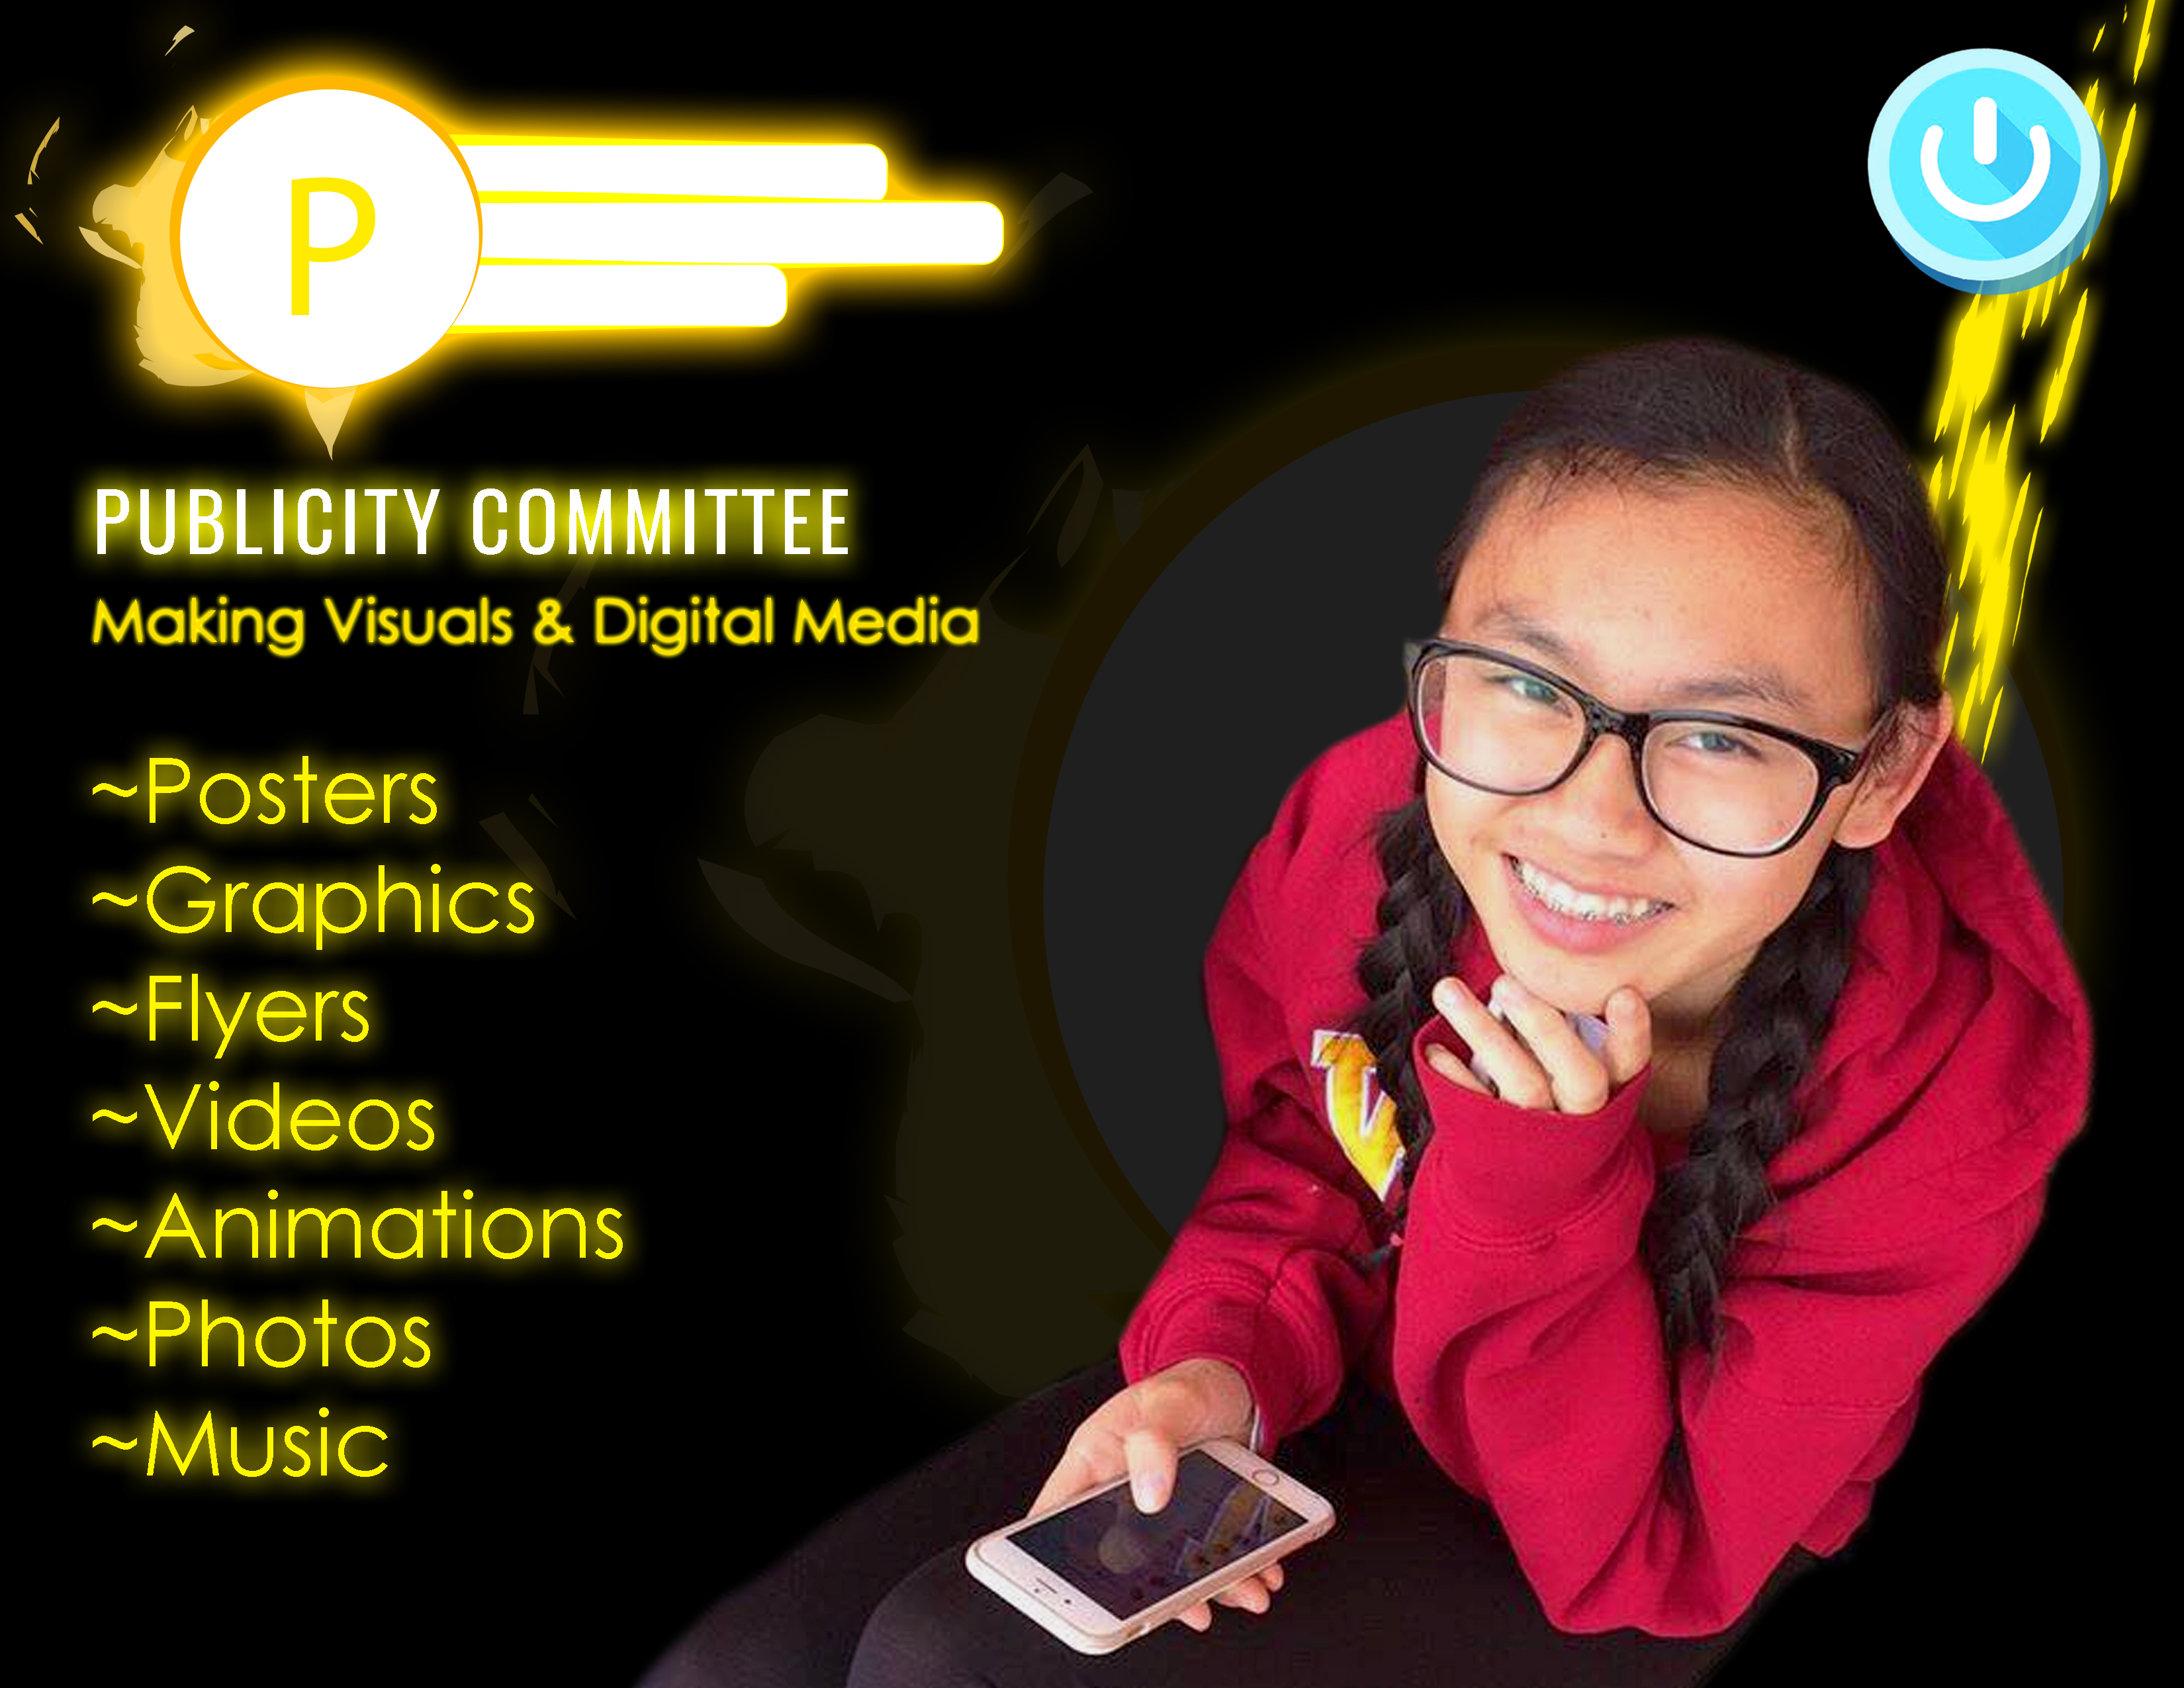 P
PUBLICITY COMMITTEE
Making Visuals & Digital Media
~Posters
~Graphics
~Flyers
~Videos
~Animations
~Photos
~Music